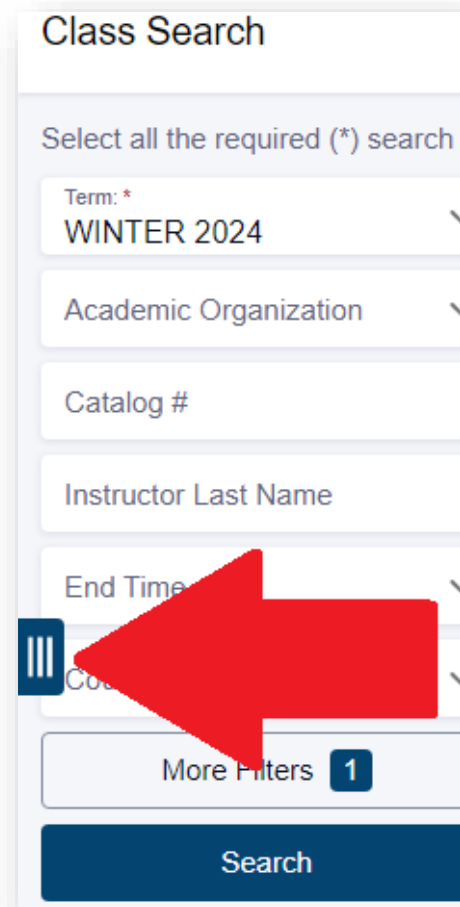 Class Search
Select all the required (*) search
Term: *
WINTER 2024
Academic Organization
Catalog #
Instructor Last Name
End Time
More Filters 1
Search